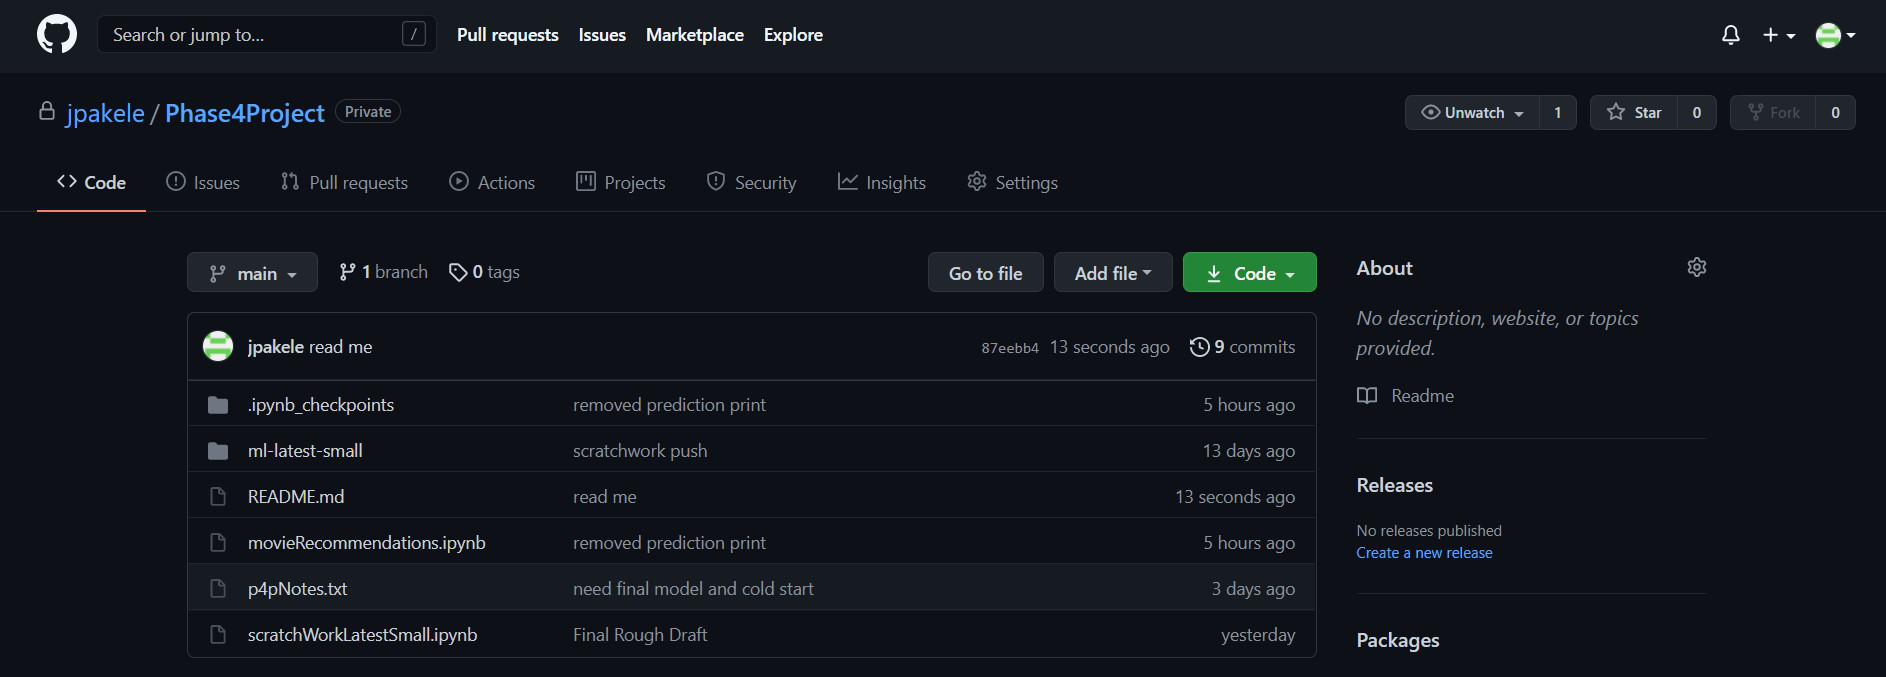 Search or jump to... /
Pull requests Issues Marketplace Explore
jpakele / Phase4Project Private
Unwatch 1 Star 0 Fork 0
Code Issues Pull requests Actions Projects Security Insights Settings
main 1 branch 0 tags
Go to file Add file Code
jpakele read me 87eebb4 13 seconds ago 9 commits
.ipynb_checkpoints removed prediction print 5 hours ago
ml-latest-small scratchwork push 13 days ago
README.md read me 13 seconds ago
movieRecommendations.ipynb removed prediction print 5 hours ago
p4pNotes.txt need final model and cold start 3 days ago
scratchWorkLatestSmall.ipynb Final Rough Draft yesterday
About
No description, website, or topics
provided.
Readme
Releases
No releases published
Create a new release
Packages